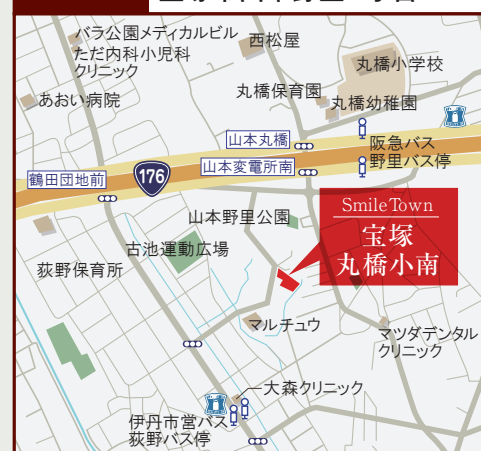 バラ公園メディカルビル
ただ内科小児科
クリニック
西松屋
丸橋小学校
あおい病院
丸橋保育園
丸橋幼稚園
山本丸橋
阪急バス
野里バス停
山本変電所南
鶴田団地前
176
山本野里公園
Smile Town
宝塚
丸橋小南
古池運動広場
荻野保育所
マルチュウ
マツダデンタル
クリニック
大森クリニック
伊丹市営バス
荻野バス停